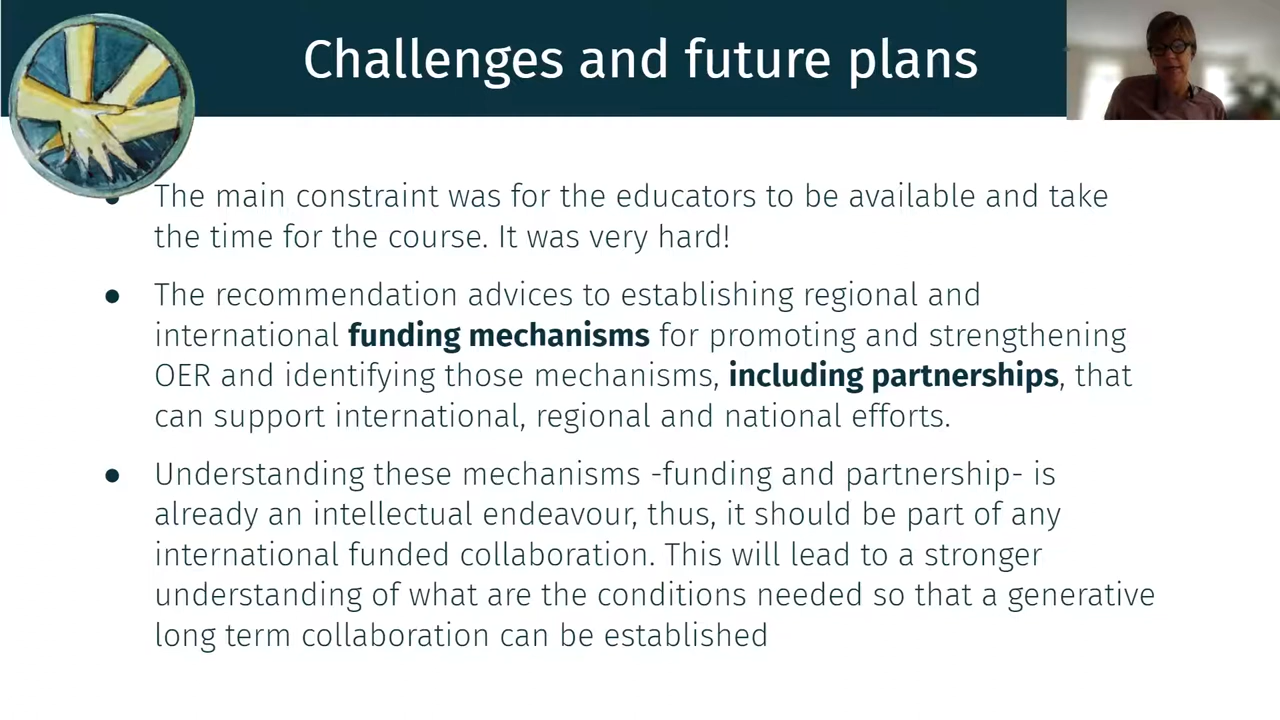 Challenges and future plans
● The main constraint was for the educators to be available and take
the time for the course. It was very hard!
● The recommendation advices to establishing regional and
international funding mechanisms for promoting and strengthening
OER and identifying those mechanisms, including partnerships, that
can support international, regional and national efforts.
● Understanding these mechanisms -funding and partnership- is
already an intellectual endeavour, thus, it should be part of any
international funded collaboration. This will lead to a stronger
understanding of what are the conditions needed so that a generative
long term collaboration can be established